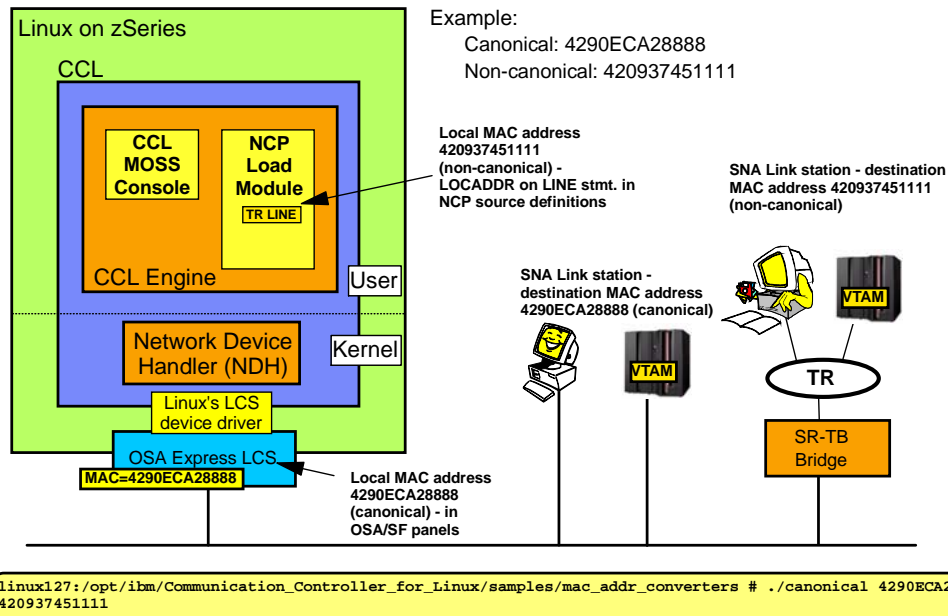 Linux on zSeries
Example:
Canonical: 4290ECA28888
Non-canonical: 420937451111
CCL
CCL
MOSS
Console
NCP
Load
Module
TR LINE
Local MAC address
420937451111
(non-canonical) -
LOCADDR on LINE stmt. in
NCP source definitions
SNA Link station - destination
MAC address 420937451111
(non-canonical)
CCL Engine
User
SNA Link station -
destination MAC address
4290ECA28888 (canonical)
VTAM
Network Device
Handler (NDH)
Kernel
VTAM
TR
Linux's LCS
device driver
SR-TB
Bridge
OSA Express LCS
MAC=4290ECA28888
Local MAC address
4290ECA28888
(canonical) - in
OSA/SF panels
linux127:/opt/ibm/Communication_Controller_for_Linux/samples/mac_addr_converters # ./canonical 4290ECA2
420937451111